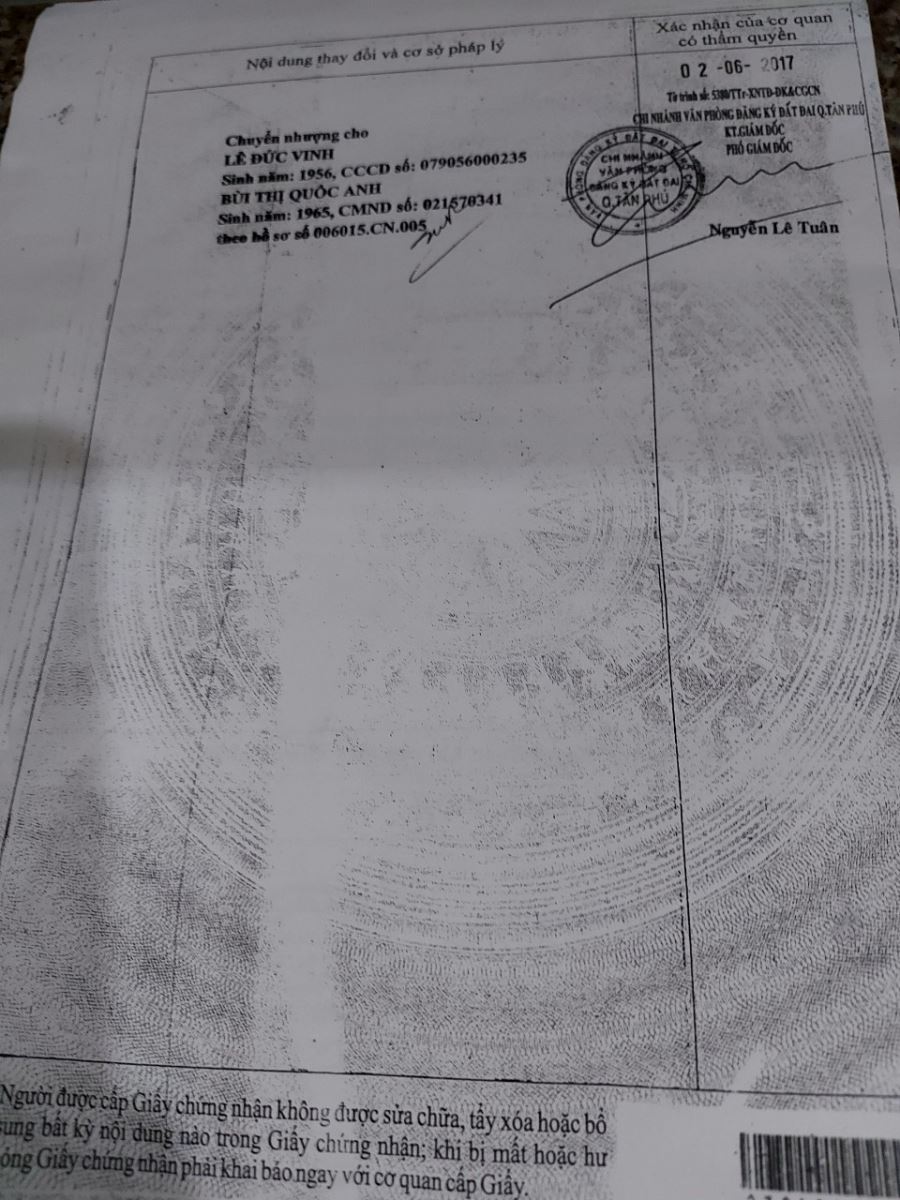 Nội dung thay đổi và cơ sở pháp lý
Xác nhận của cơ quan
có thẩm quyền
Chuyển nhượng cho
LÊ ĐỨC VINH
Sinh năm: 1956, CCCD số: 079056000235
BÙI THỊ QUỐC ANH
Sinh năm: 1965, CMND số: 021570341
theo hồ sơ số 006015.CN.005
02-06-2017
Tờ trình số: 5380/TTr-XNTĐ-ĐK&CGCN
CHI NHÁNH VĂN PHÒNG ĐĂNG KÝ ĐẤT ĐAI Q.TÂN PHÚ
KT.GIÁM ĐỐC
PHÓ GIÁM ĐỐC
CHI NHÁNH
VĂN PHÒNG
ĐĂNG KÝ ĐẤT ĐAI
Q.TÂN PHÚ
Nguyễn Lê Tuân
Người được cấp Giấy chứng nhận không được sửa chữa, tẩy xóa hoặc bổ
sung bất kỳ nội dung nào trong Giấy chứng nhận; khi bị mất hoặc hư
ỏng Giấy chứng nhận phải khai báo ngay với cơ quan cấp Giấy.